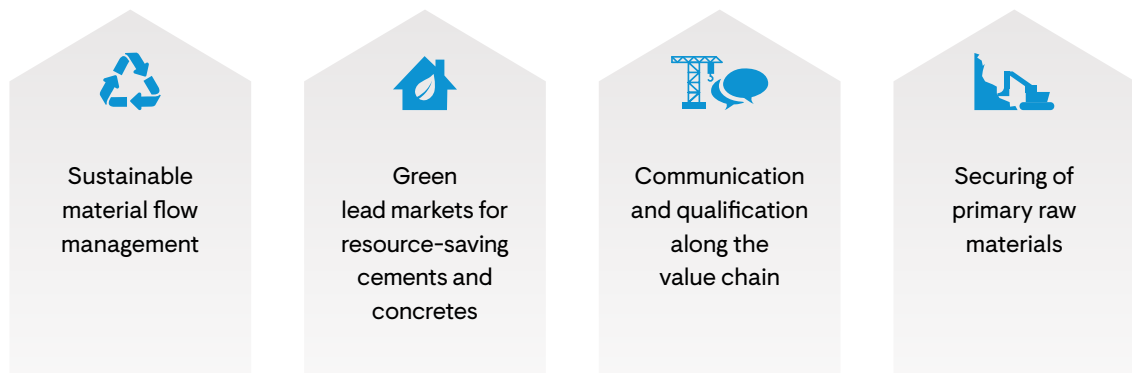 Sustainable
material flow
management
Green
lead markets for
resource-saving
cements and
concretes
Communication
and qualification
along the
value chain
Securing of
primary raw
materials